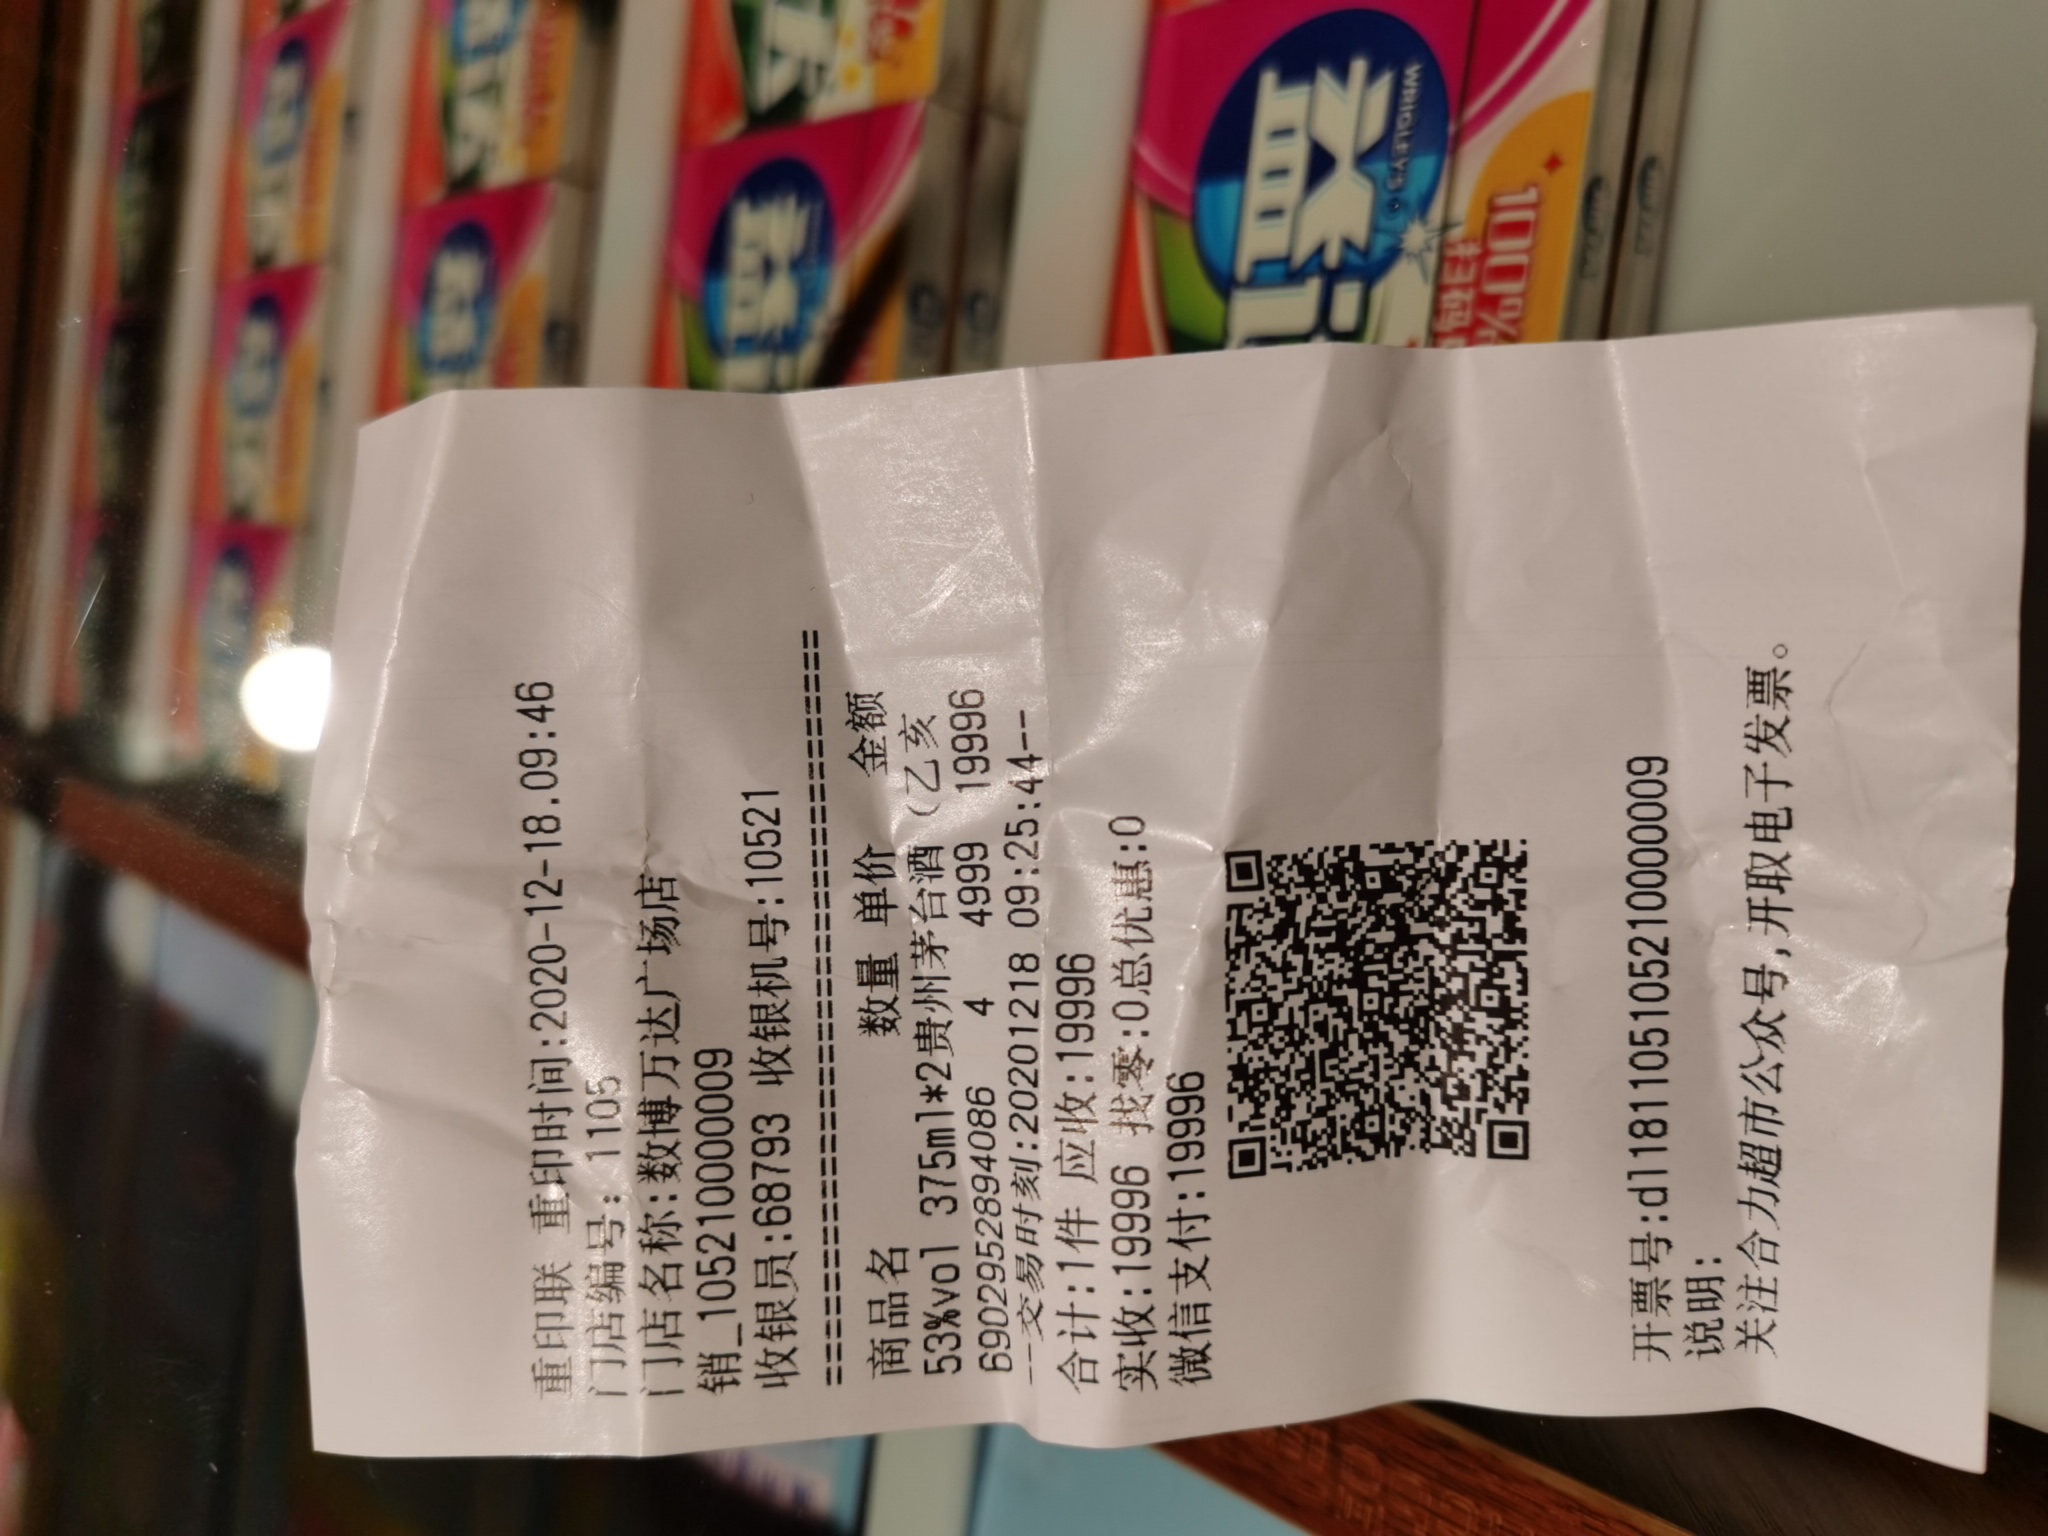 重印联 重印时间:2020-12-18.09:46
门店编号: 1105
门店名称:数博万达广场店
销_105210000009
收银员:68793 收银机号:10521
商品名 数量 单价 金额
53%vol 375ml*2贵州茅台酒（乙亥
6902952894086 4 4999 19996
--交易时刻:20201218 09:25:44--
合计:1件 应收:19996
实收:19996 找零:0总优惠:0
微信支付:19996
开票号:dl181105105210000009
说明:
关注合力超市公众号,开取电子发票。
益
达
WRIGLEY'S
100%